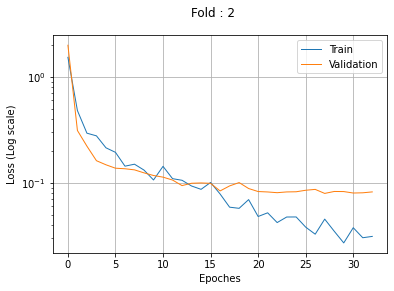 Fold : 2
Train
Validation
10⁰
10⁻¹
Loss (Log scale)
0 5 10 15 20 25 30
Epoches